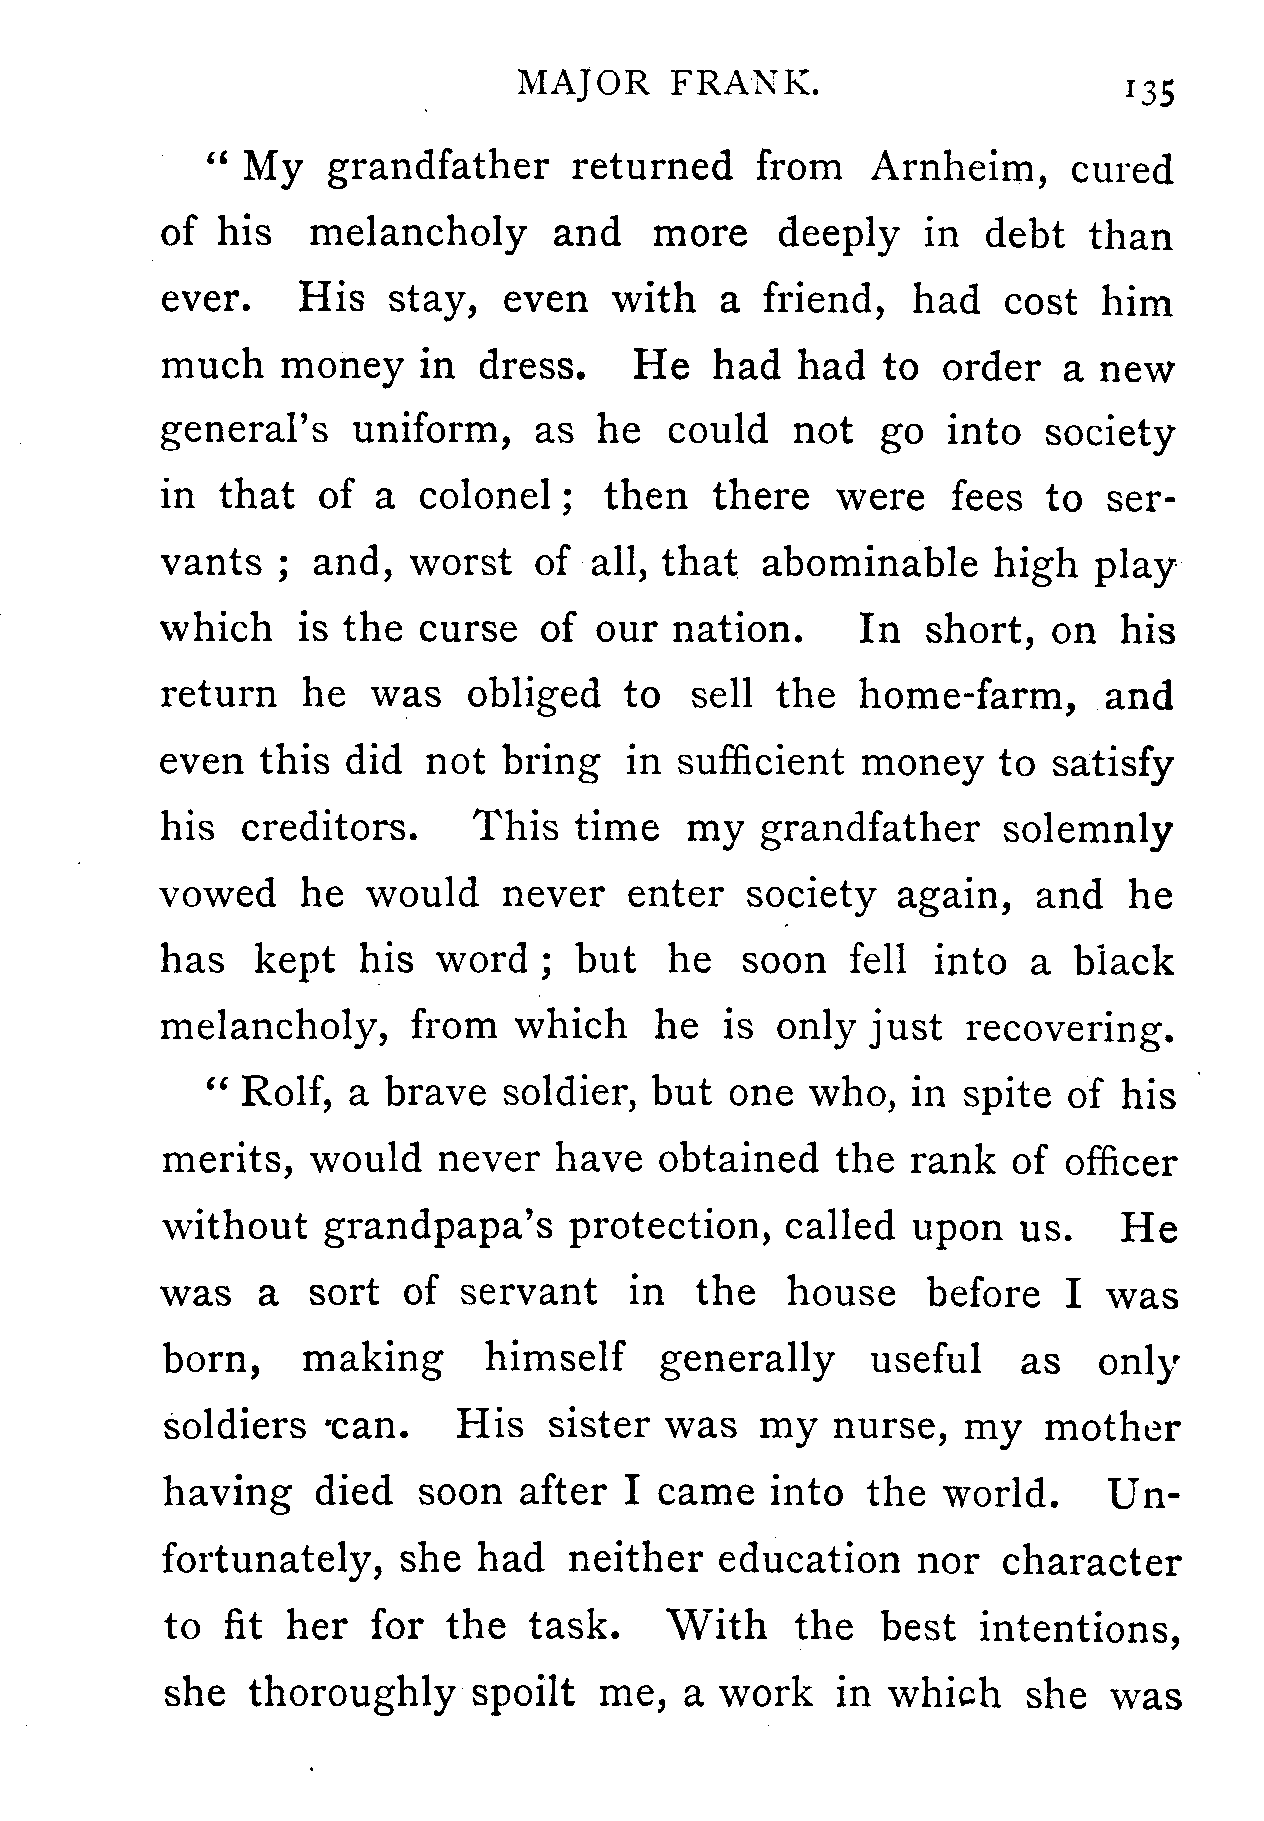 MAJOR FRANK. 135
“ My grandfather returned from Arnheim, cured
of his melancholy and more deeply in debt than
ever. His stay, even with a friend, had cost him
much money in dress. He had had to order a new
general’s uniform, as he could not go into society
in that of a colonel ; then there were fees to ser-
vants ; and, worst of all, that abominable high play
which is the curse of our nation. In short, on his
return he was obliged to sell the home-farm, and
even this did not bring in sufficient money to satisfy
his creditors. This time my grandfather solemnly
vowed he would never enter society again, and he
has kept his word ; but he soon fell into a black
melancholy, from which he is only just recovering.
“ Rolf, a brave soldier, but one who, in spite of his
merits, would never have obtained the rank of officer
without grandpapa’s protection, called upon us. He
was a sort of servant in the house before I was
born, making himself generally useful as only
soldiers can. His sister was my nurse, my mother
having died soon after I came into the world. Un-
fortunately, she had neither education nor character
to fit her for the task. With the best intentions,
she thoroughly spoilt me, a work in which she was